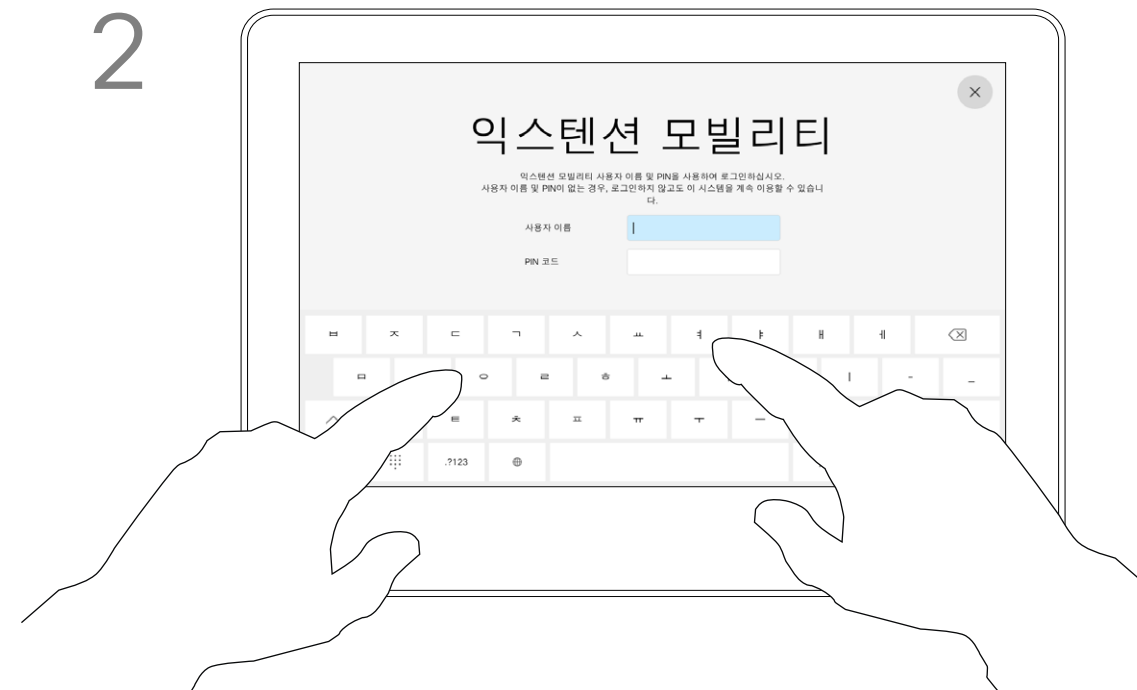 2
익스텐션 모빌리티
익스텐션 모빌리티 사용자 이름 및 PIN을 사용하여 로그인하십시오.
사용자 이름 및 PIN이 없는 경우, 로그인하지 않고도 이 시스템을 계속 이용할 수 있습니
다.
사용자 이름
PIN 코드
ㅂ ㅈ ㄷ ㄱ ㅅ ㅛ ㅕ ㅑ ㅐ ㅔ
ㅁ ㅇ ㄹ ㅎ ㅗ ㅣ - _
ㅌ ㅊ ㅍ ㅠ ㅜ ㅡ
.?123